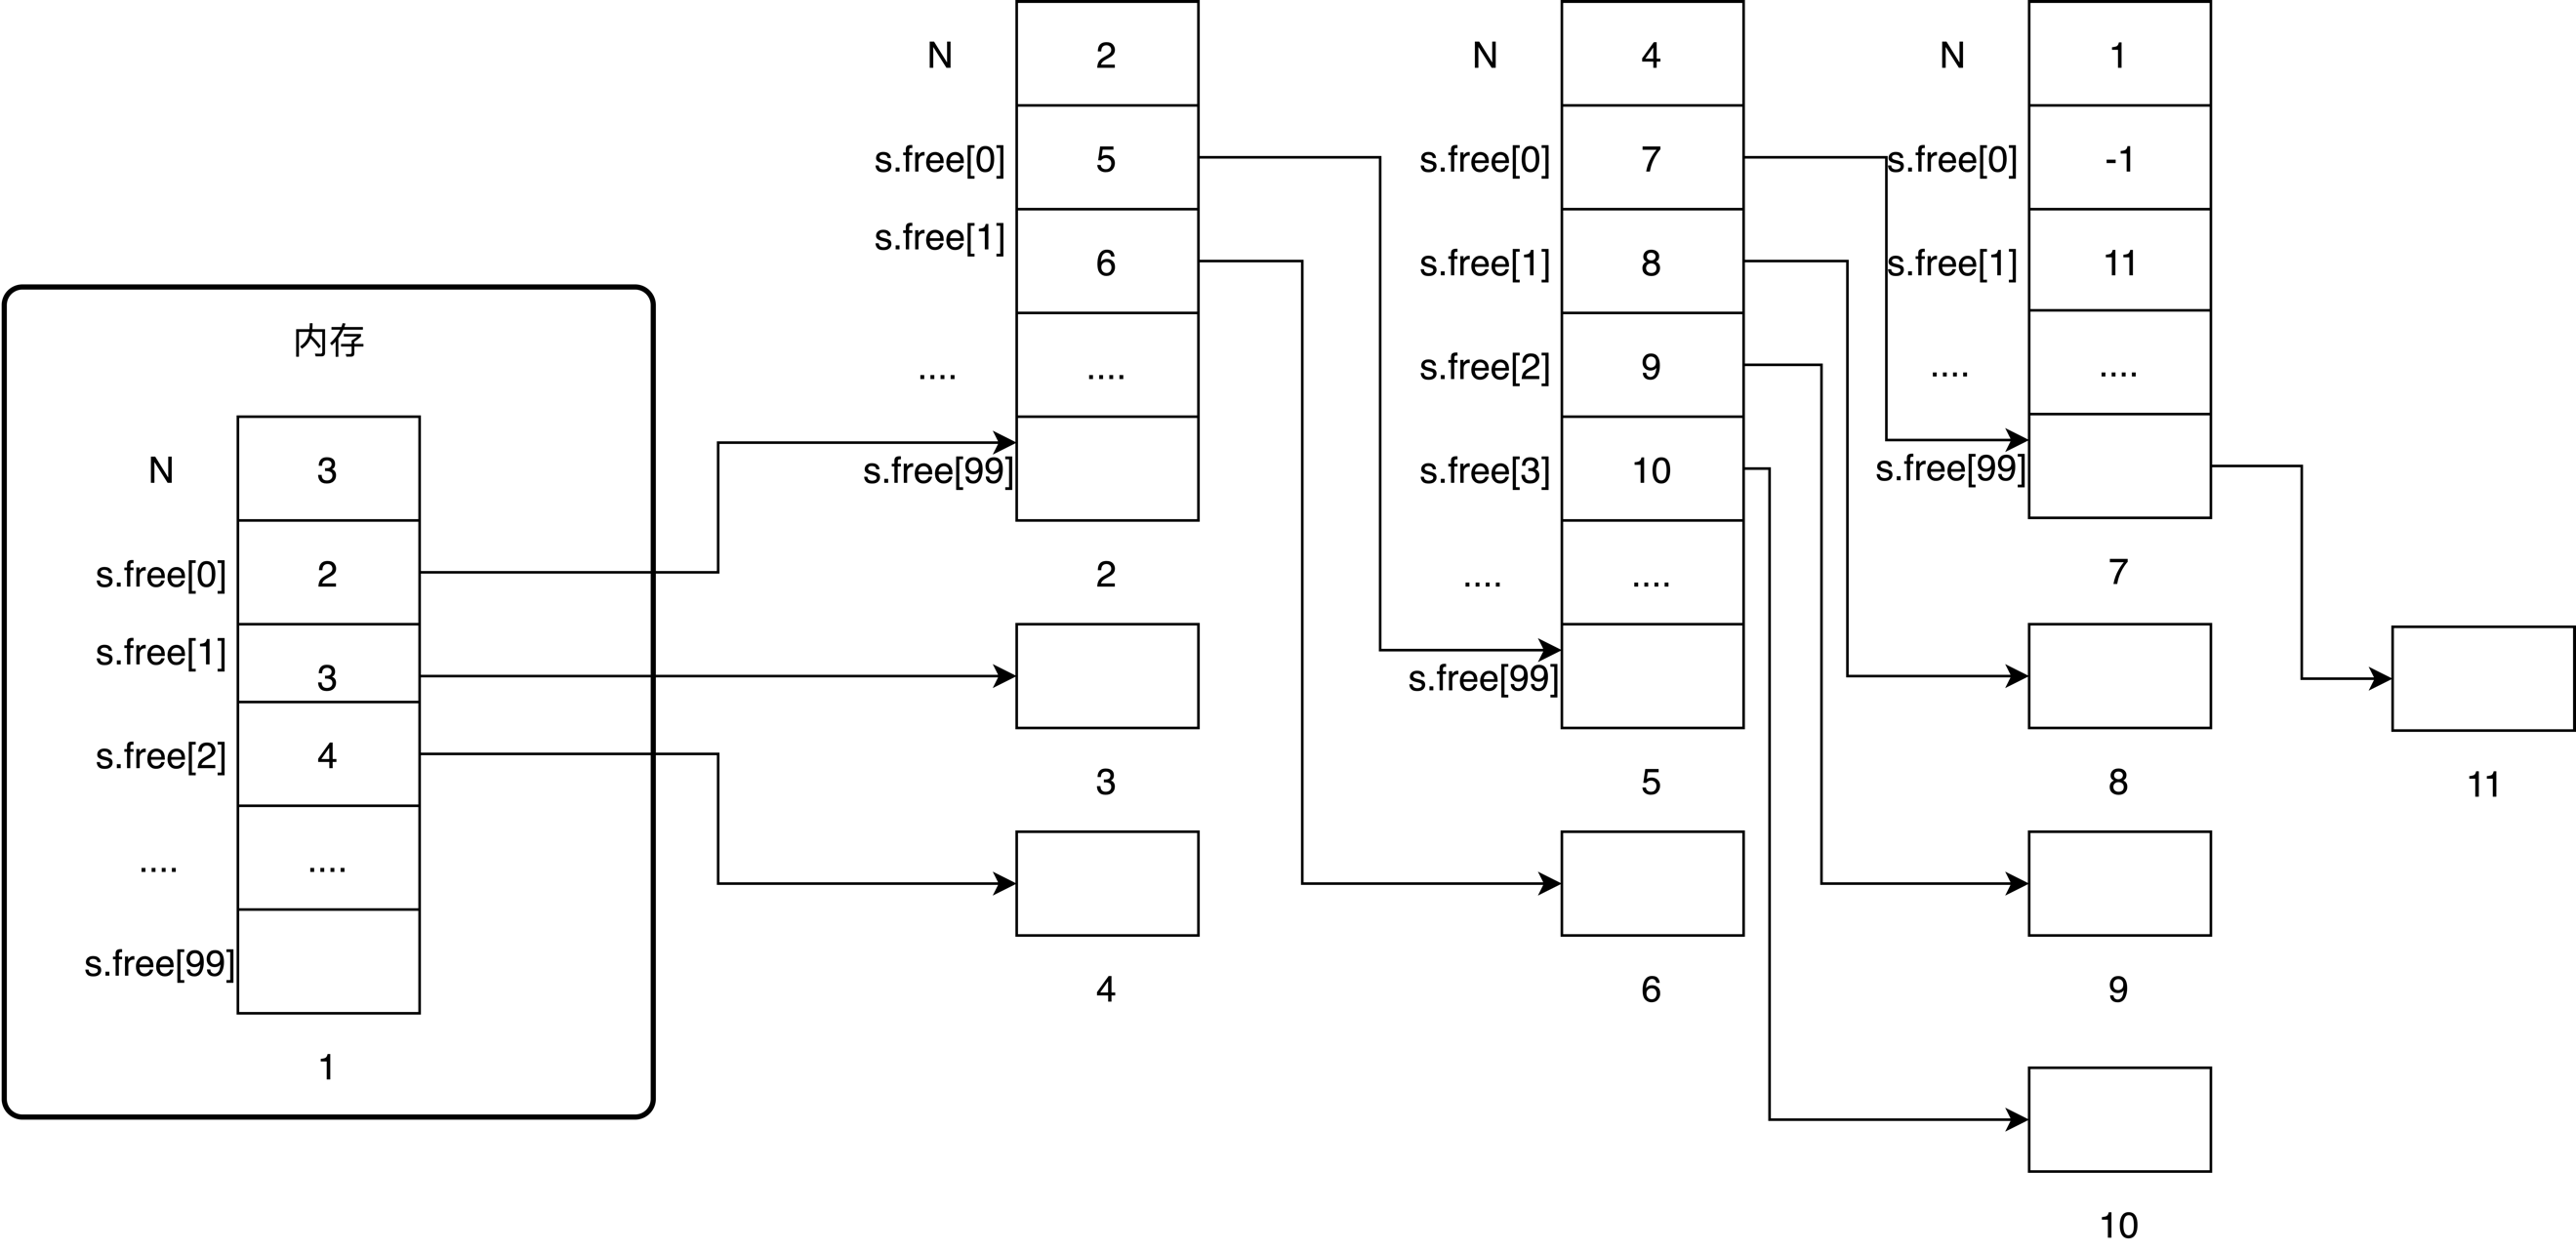 内存
N 3
s.free[0] 2
s.free[1] 3
s.free[2] 4
.... ....
s.free[99]
1
N 2
s.free[0] 5
s.free[1] 6
.... ....
s.free[99]
2
3
4
N 4
s.free[0] 7
s.free[1] 8
s.free[2] 9
s.free[3] 10
.... ....
s.free[99]
5
6
N 1
s.free[0] -1
s.free[1] 11
.... ....
s.free[99]
7
8
9
10
11